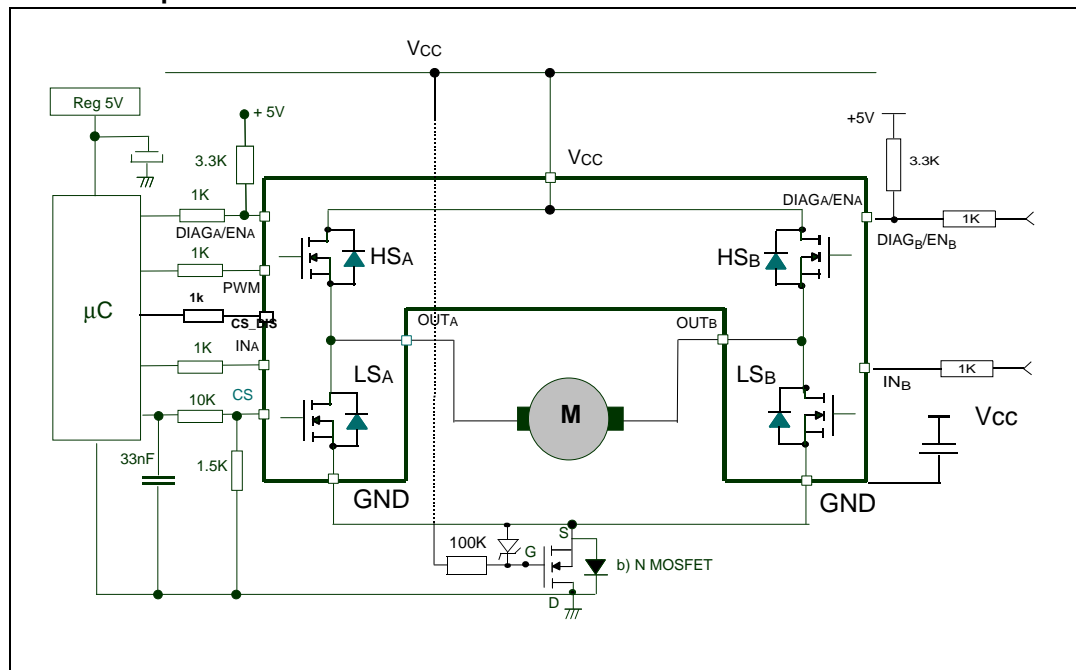 VCC
Reg 5V
+ 5V
+5V
3.3K
VCC
3.3K
1K
DIAGA/ENA
DIAGA/ENA
1K
DIAGB/ENB
1K
HSA
HSB
PWM
µC
1k
CS_DIS
OUTA
OUTB
INA
1K
LSA
LSB
INB
1K
CS
10K
M
VCC
33nF
1.5K
GND
GND
100K
S
G
b) N MOSFET
D